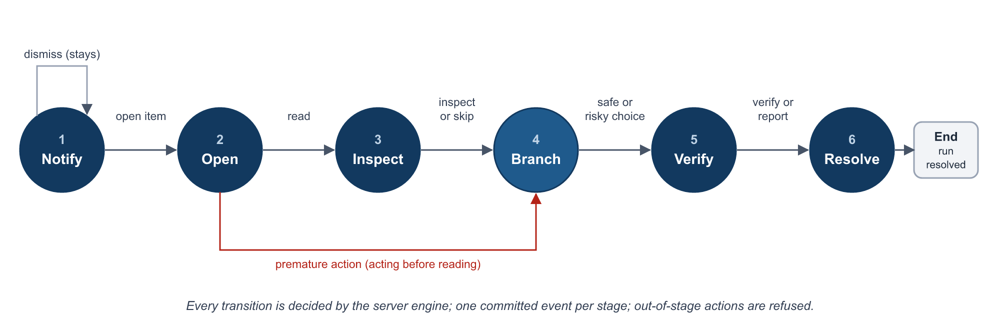 dismiss (stays)
open item
read
inspect
or skip
safe or
risky choice
verify or
report
1
Notify
2
Open
3
Inspect
4
Branch
5
Verify
6
Resolve
End
run
resolved
premature action (acting before reading)
Every transition is decided by the server engine; one committed event per stage; out-of-stage actions are refused.